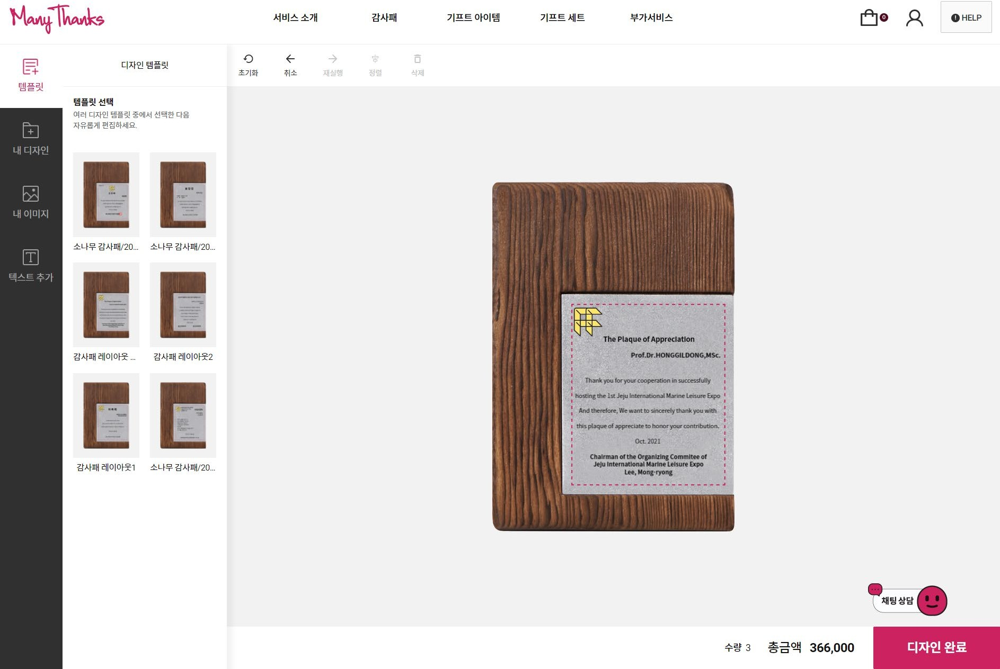 Many Thanks
서비스 소개
감사패
기프트 아이템
기프트 세트
부가서비스
0
HELP
템플릿
내 디자인
내 이미지
텍스트 추가
디자인 템플릿
템플릿 선택
여러 디자인 템플릿 중에서 선택한 다음
자유롭게 편집하세요.
소나무 감사패/20...
소나무 감사패/20...
감사패 레이아웃 ...
감사패 레이아웃2
감사패 레이아웃1
소나무 감사패/20...
초기화
취소
재실행
정렬
삭제
The Plaque of Appreciation
Prof.Dr.HONGGILDONG,MSc.
Thank you for your cooperation in successfully
hosting the 1st Jeju International Marine Leisure Expo
And therefore, We want to sincerely thank you with
this plaque of appreciate to honor your contribution.
Oct. 2021
Chairman of the Organizing Commitee of
Jeju International Marine Leisure Expo
Lee, Mong-ryong
채팅 상담
수량 3
총금액 366,000
디자인 완료